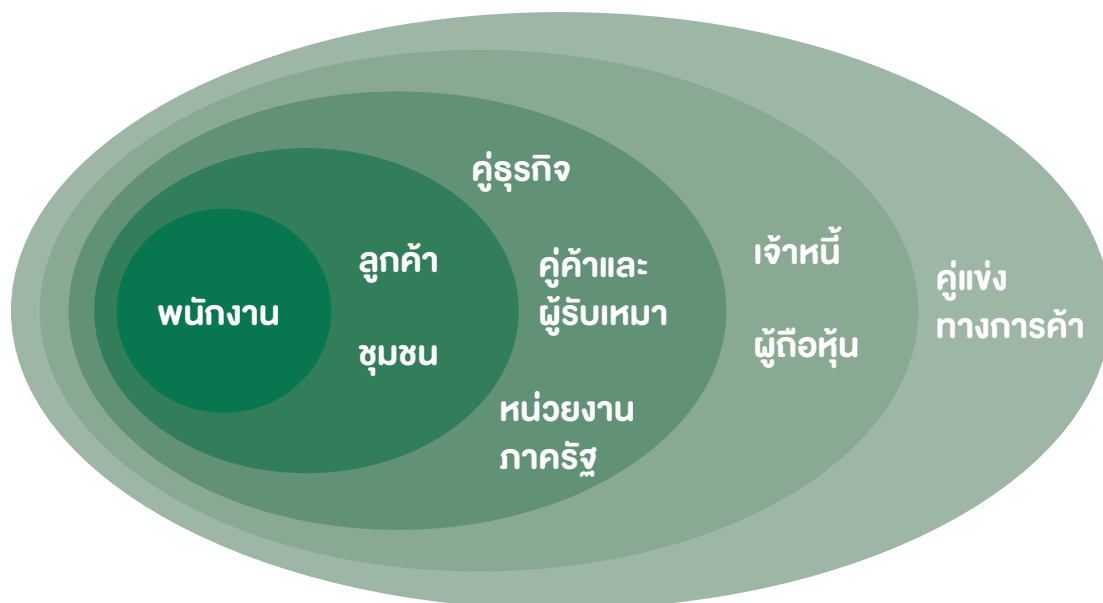 พนักงาน
ลูกค้า
ชุมชน
คู่ธุรกิจ
คู่ค้าและ
ผู้รับเหมา
หน่วยงาน
ภาครัฐ
เจ้าหนี้
ผู้ถือหุ้น
คู่แข่ง
ทางการค้า